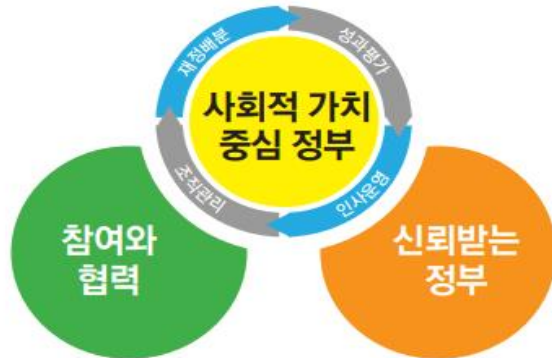 재정배분
성과평가
사회적 가치
중심 정부
조직관리
인사운영
참여와
협력
신뢰받는
정부